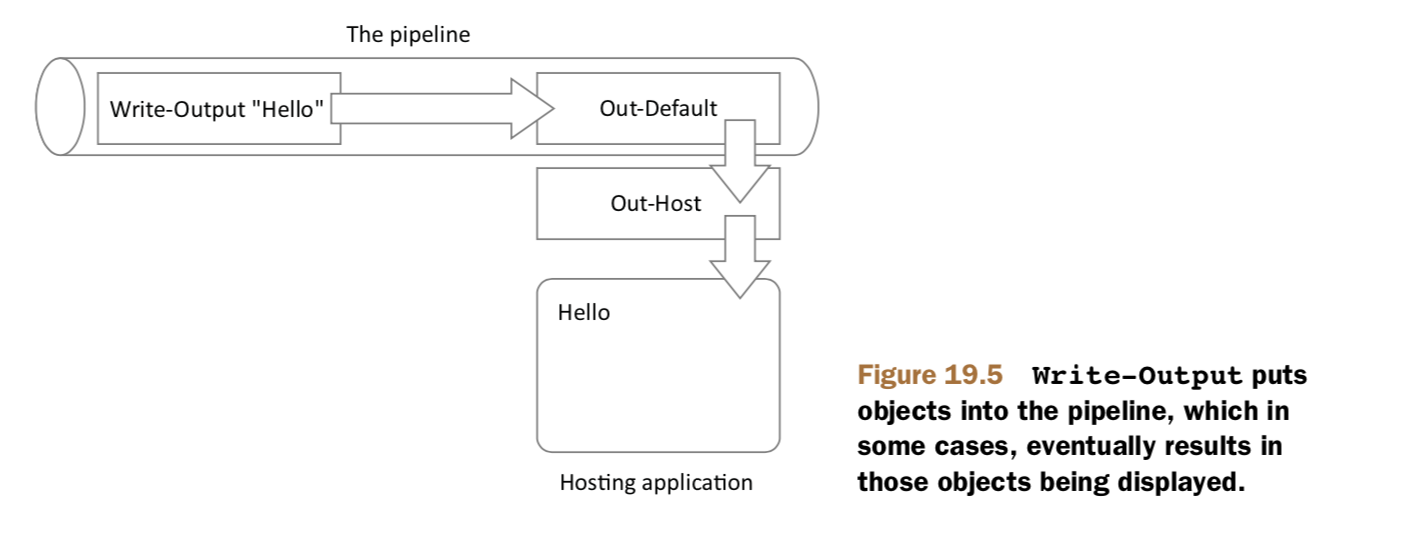 The pipeline
Write-Output "Hello"
Out-Default
Out-Host
Hello
Hosting application
Figure 19.5 Write-Output puts
objects into the pipeline, which in
some cases, eventually results in
those objects being displayed.